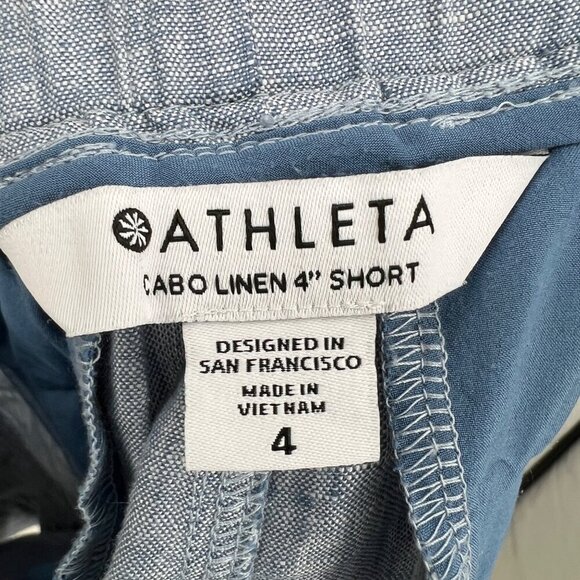 ATHLETA
CABO LINEN 4" SHORT
DESIGNED IN
SAN FRANCISCO
MADE IN
VIETNAM
4